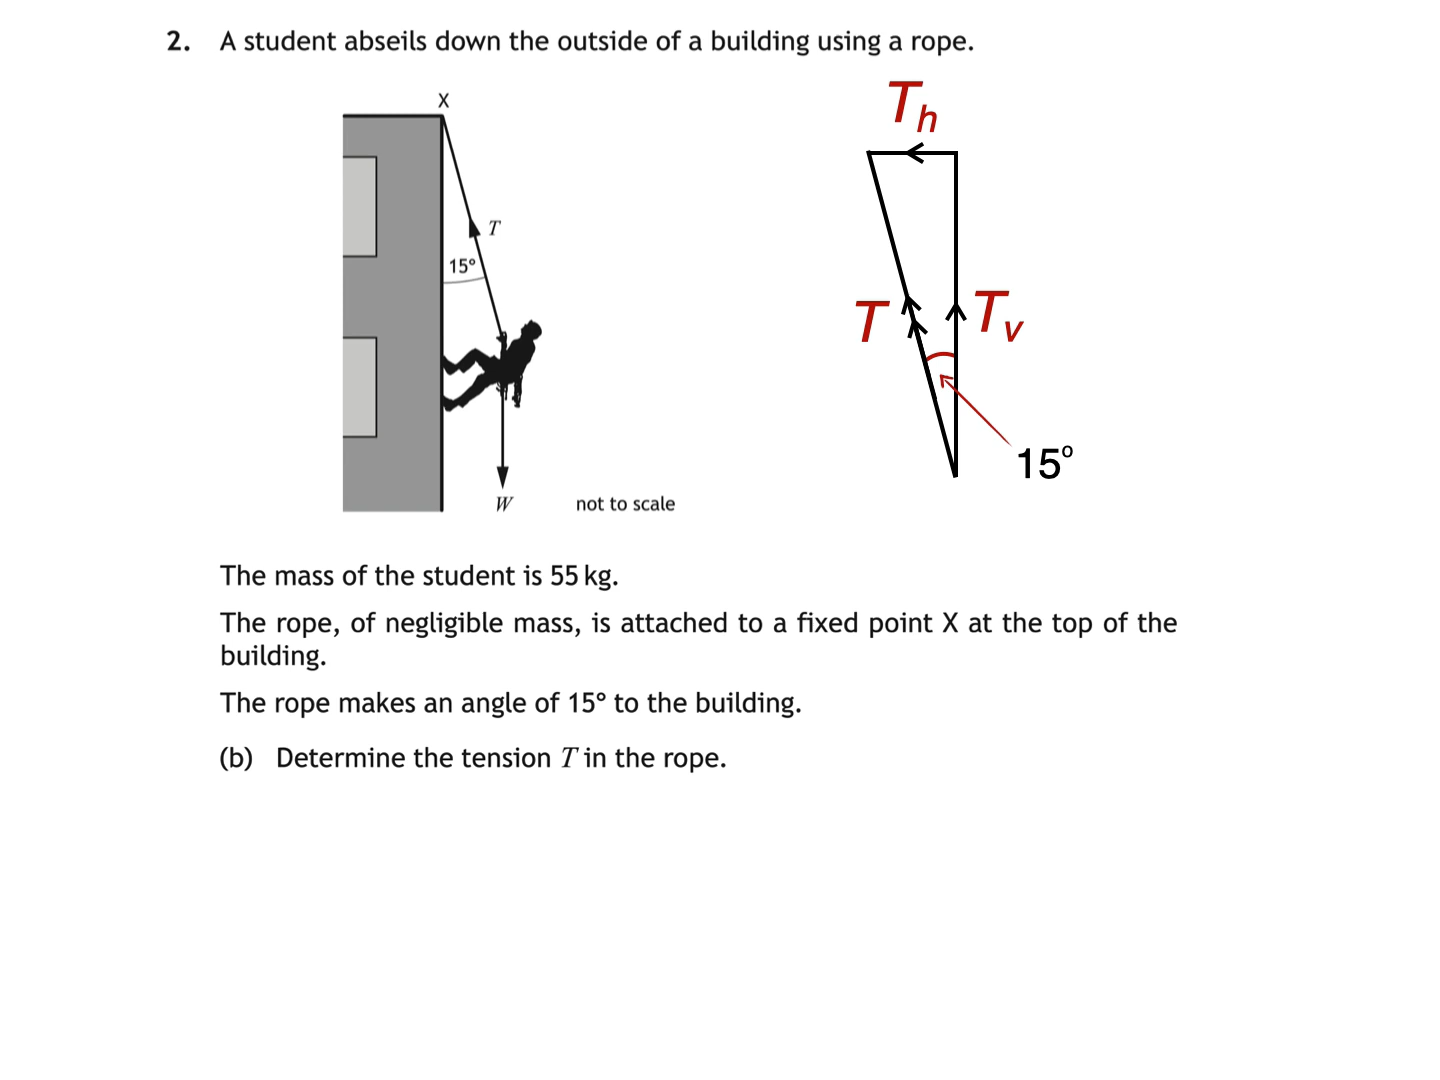 2. A student abseils down the outside of a building using a rope.
X
T
15°
W
not to scale
Th
T
Tv
15°
The mass of the student is 55 kg.
The rope, of negligible mass, is attached to a fixed point X at the top of the
building.
The rope makes an angle of 15° to the building.
(b) Determine the tension T in the rope.